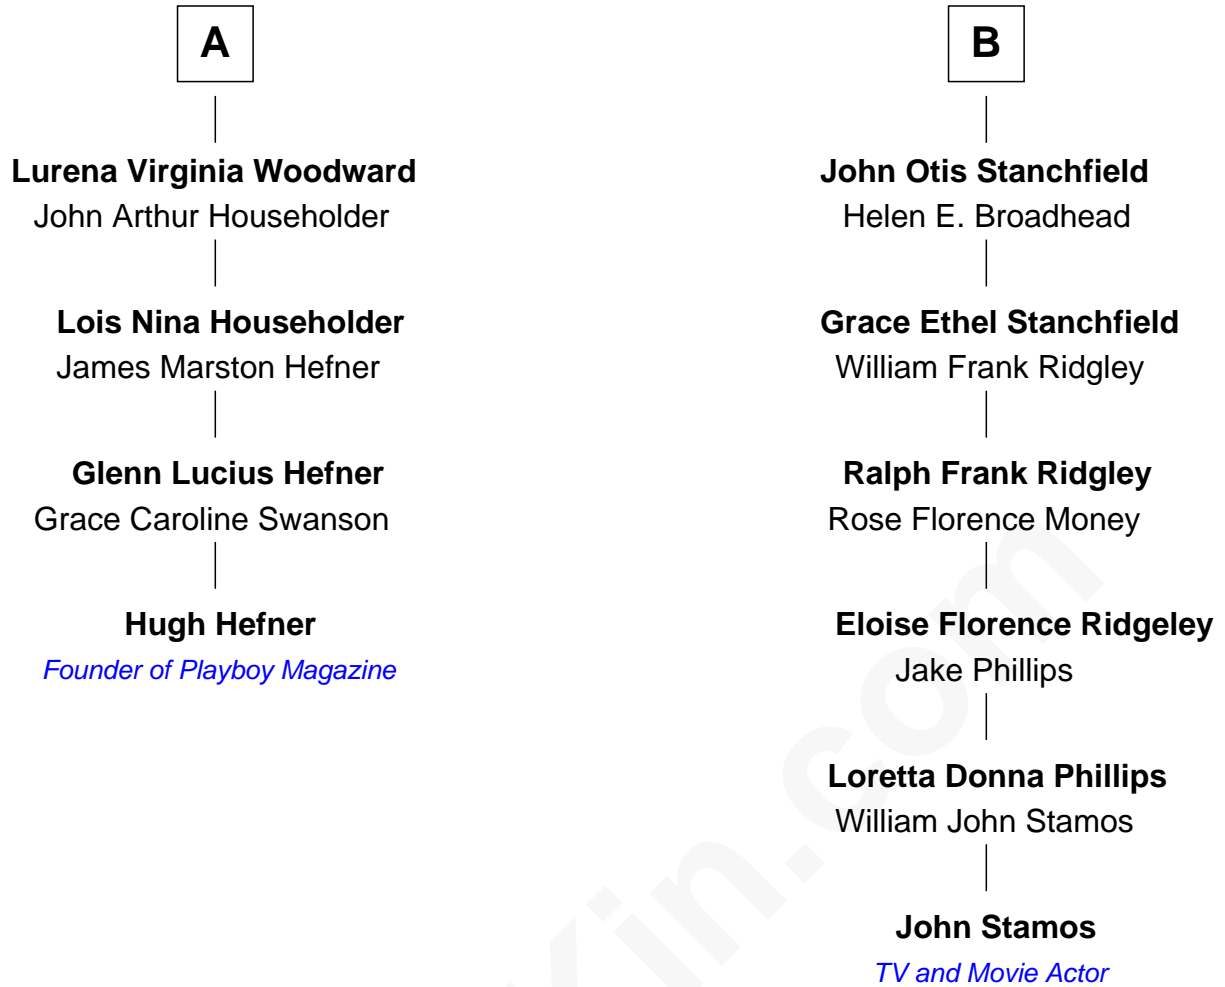 A
Lurena Virginia Woodward
John Arthur Householder
Lois Nina Householder
James Marston Hefner
Glenn Lucius Hefner
Grace Caroline Swanson
Hugh Hefner
Founder of Playboy Magazine
B
John Otis Stanchfield
Helen E. Broadhead
Grace Ethel Stanchfield
William Frank Ridgley
Ralph Frank Ridgley
Rose Florence Money
Eloise Florence Ridgeley
Jake Phillips
Loretta Donna Phillips
William John Stamos
John Stamos
TV and Movie Actor